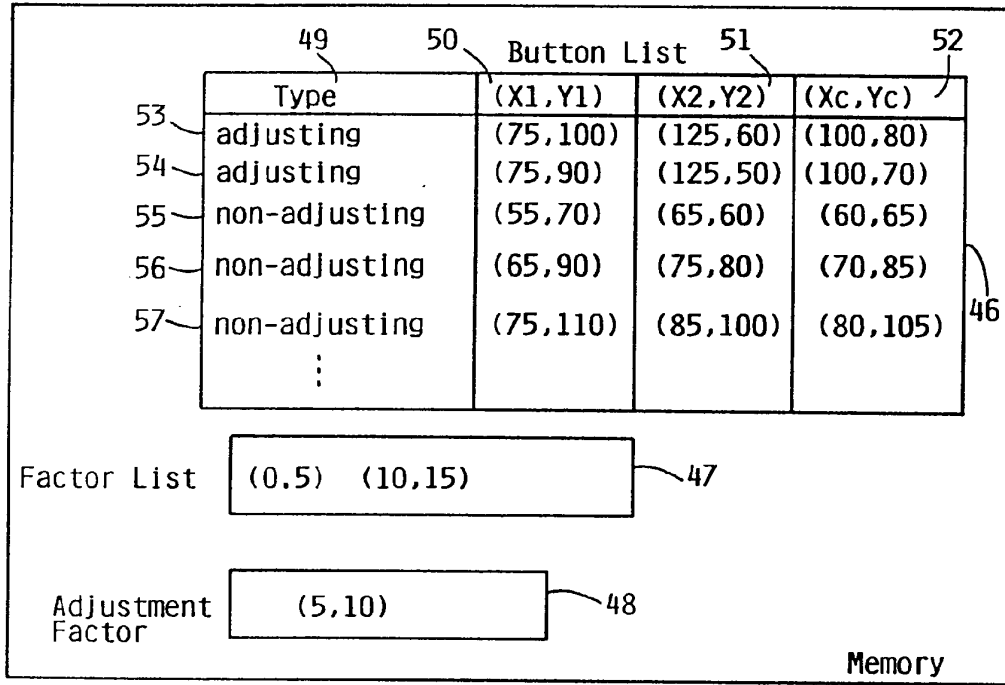 49 50 Button List 51 52
Type (X1,Y1) (X2,Y2) (Xc,Yc)
53 adjusting (75,100) (125,60) (100,80)
54 adjusting (75,90) (125,50) (100,70)
55 non-adjusting (55,70) (65,60) (60,65)
56 non-adjusting (65,90) (75,80) (70,85)
46
57 non-adjusting (75,110) (85,100) (80,105)
Factor List (0.5) (10,15) 47
Adjustment (5,10) 48
Factor
Memory